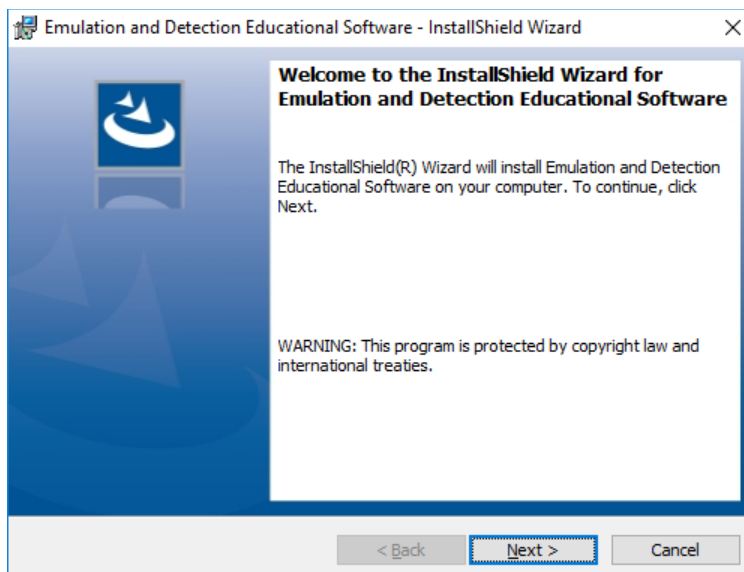 Emulation and Detection Educational Software - InstallShield Wizard
Welcome to the InstallShield Wizard for
Emulation and Detection Educational Software
The InstallShield(R) Wizard will install Emulation and Detection
Educational Software on your computer. To continue, click
Next.
WARNING: This program is protected by copyright law and
international treaties.
< Back
Next >
Cancel